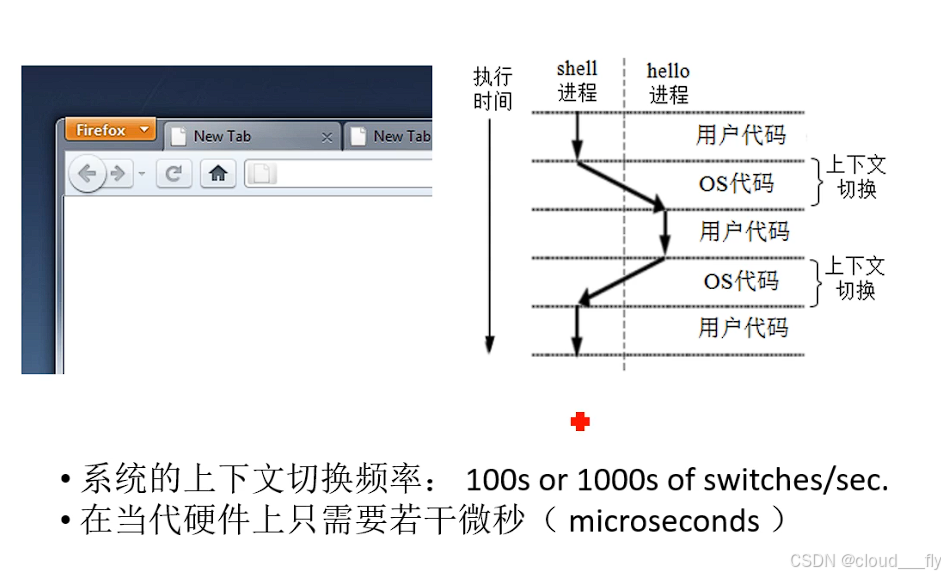 Firefox
New Tab
New Tab
执行
时间
shell
进程
hello
进程
用户代码
OS代码
上下文
切换
用户代码
OS代码
上下文
切换
用户代码
• 系统的上下文切换频率： 100s or 1000s of switches/sec.
• 在当代硬件上只需要若干微秒（ microseconds ）
CSDN @cloud___fly